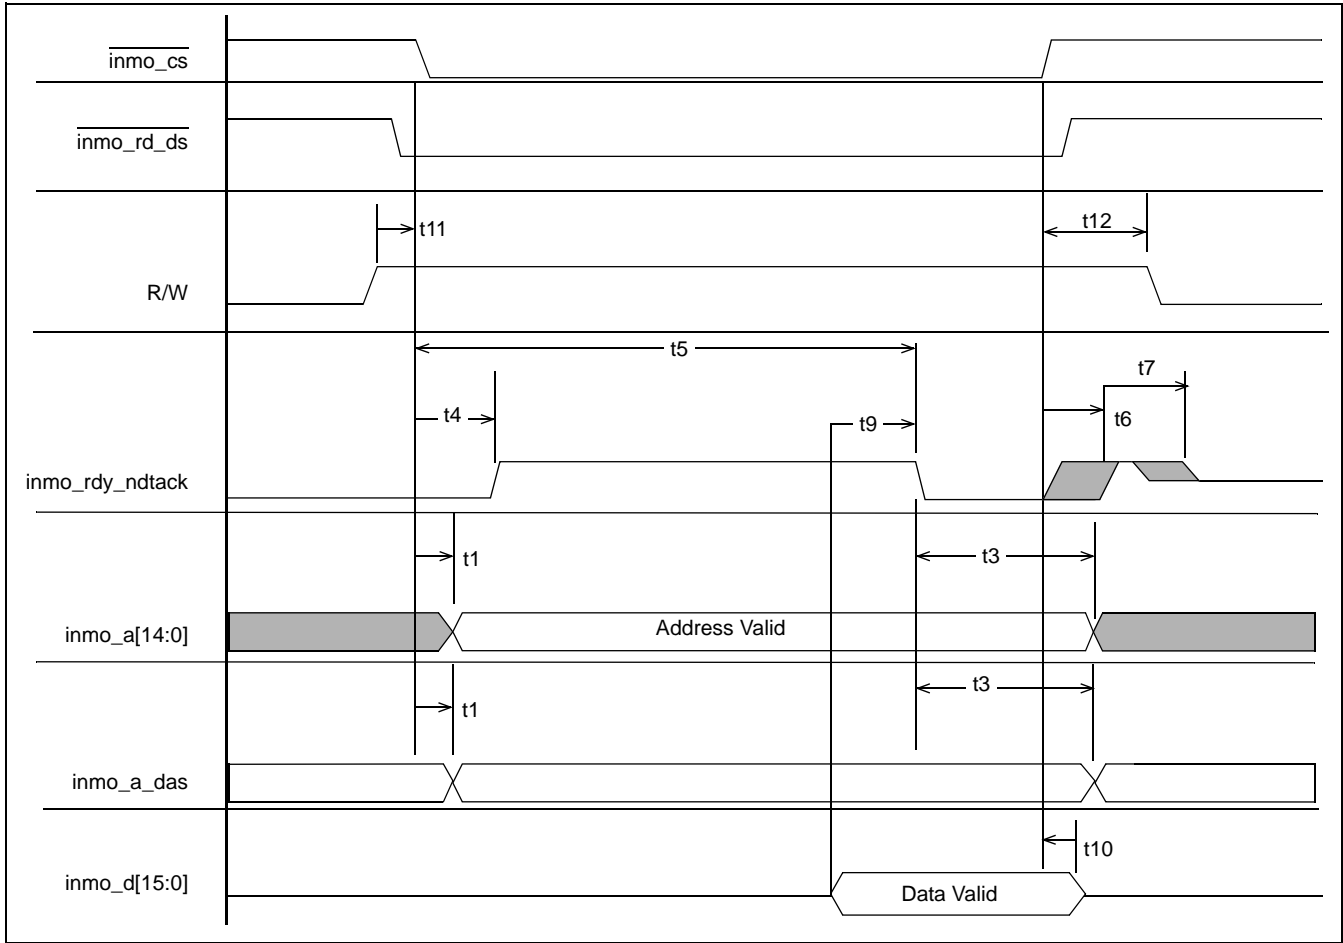 inmo_cs
inmo_rd_ds
t11
t12
R/W
t5
t7
t4
t9
t6
inmo_rdy_ndtack
t1
t3
inmo_a[14:0]
Address Valid
t1
t3
inmo_a_das
t10
inmo_d[15:0]
Data Valid